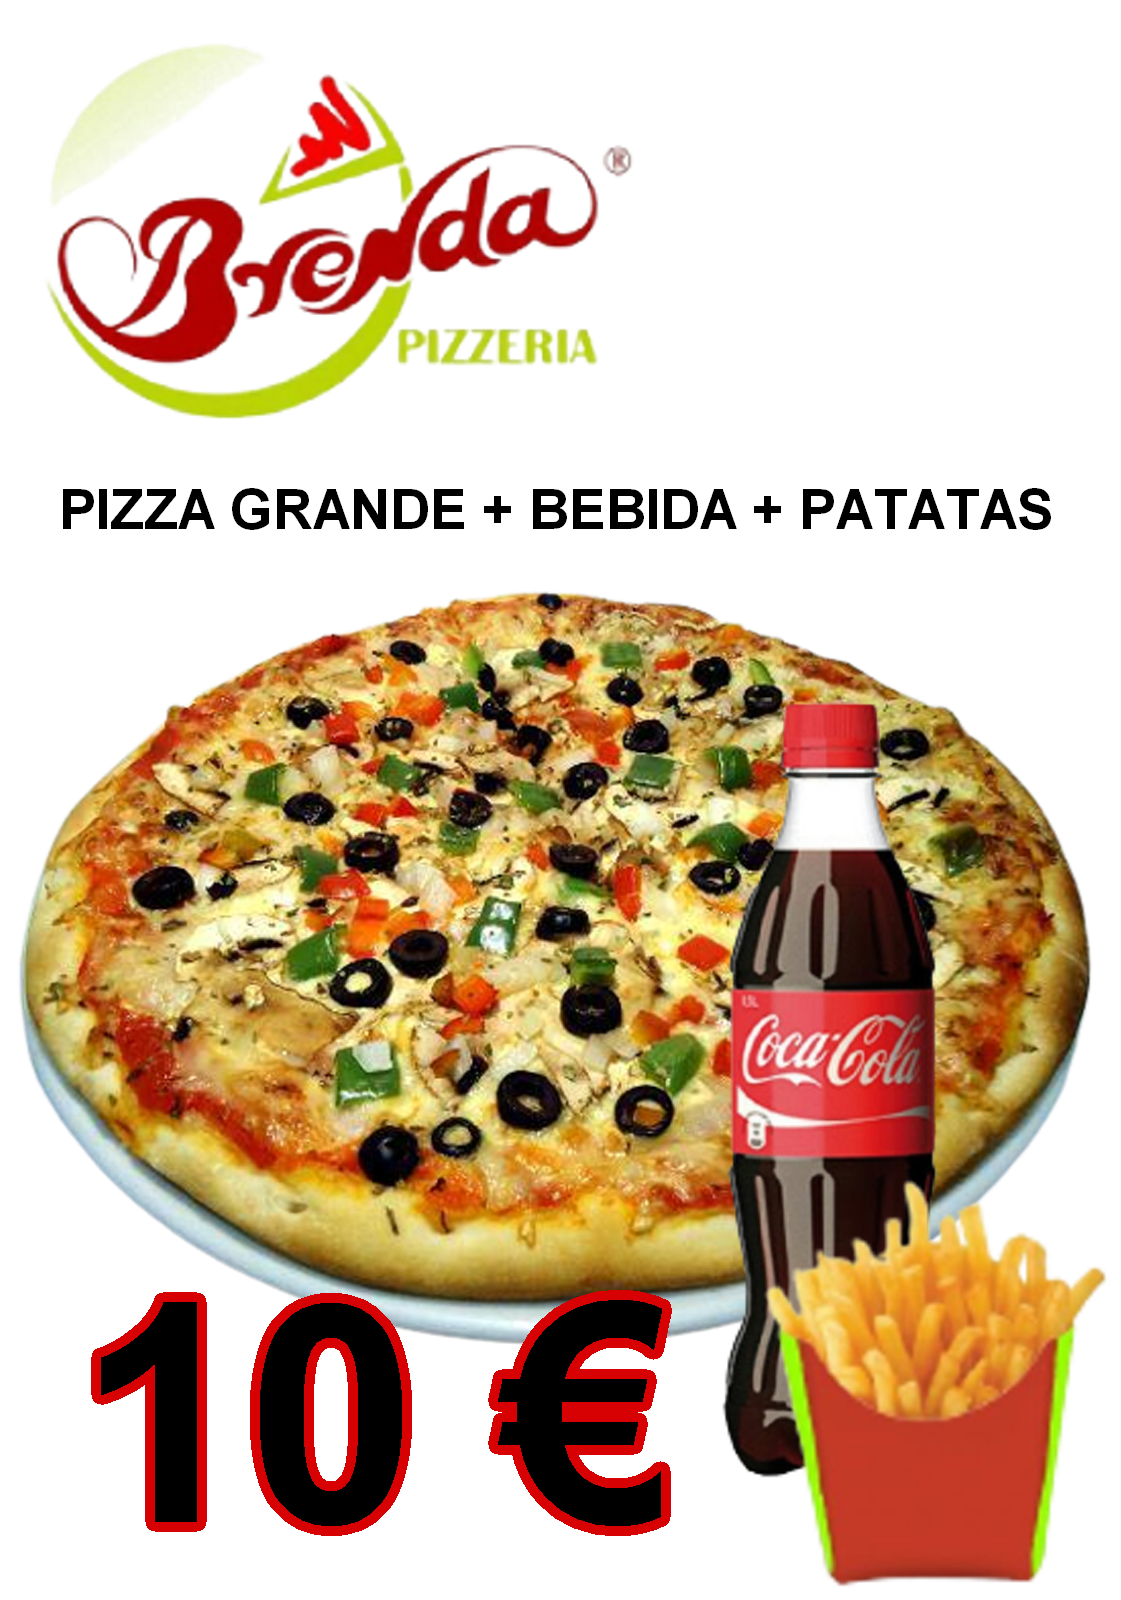 Brenda ®
PIZZERIA
PIZZA GRANDE + BEBIDA + PATATAS
Coca-Cola
10 €